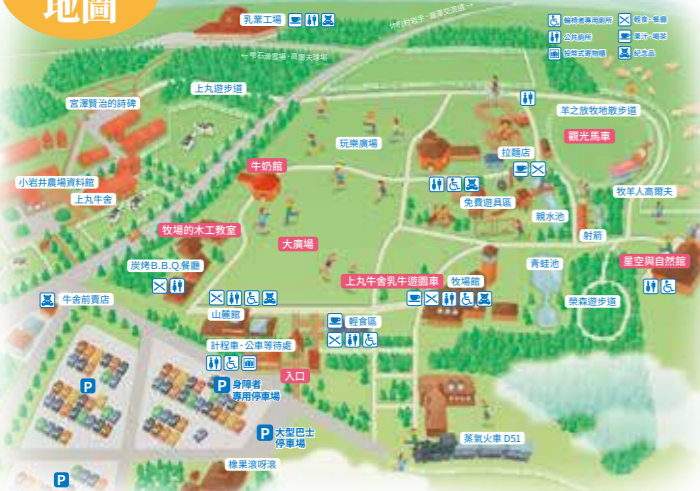 地圖
乳業工場
輪椅者專用廁所
輕食·餐廳
公共廁所
果汁·喝茶
投幣式寄物櫃
紀念品
上丸遊步道
宮澤賢治的詩碑
羊之放牧地散步道
觀光馬車
玩樂廣場
拉麵店
牛奶館
小岩井農場資料館
上丸牛舍
免費遊具區
牧羊人高爾夫
親水池
牧場的木工教室
大廣場
射箭
炭烤B.B.Q.餐廳
青蛙池
星空與自然館
上丸牛舍乳牛遊園車
牧場館
牛舍前賣店
榮森遊步道
山麓館
輕食區
計程車·公車等待處
入口
P
P 身障者
專用停車場
P 大型巴士
停車場
蒸氣火車 D51
橡果滾呀滾
P